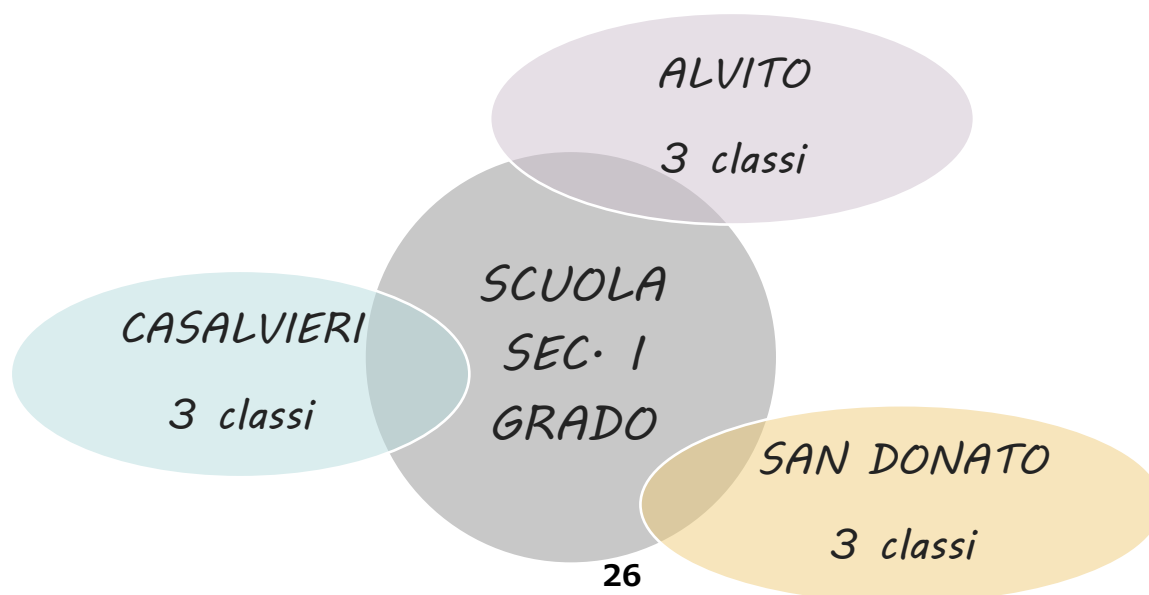 ALVITO
3 classi
SCUOLA
SEC. I
GRADO
CASALVIERI
3 classi
SAN DONATO
3 classi
26